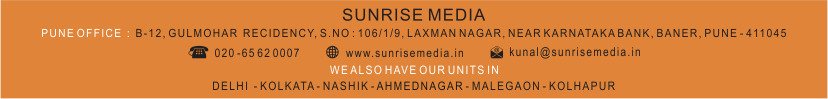 SUNRISE MEDIA
PUNE OFFICE : B-12, GULMOHAR RECIDENCY, S.NO : 106/1/9, LAXMAN NAGAR, NEAR KARNATAKA BANK, BANER, PUNE - 411045
020 -65 62 0007 www.sunrisemedia.in kunal@sunrisemedia.in
WE ALSO HAVE OUR UNITS IN
DELHI - KOLKATA - NASHIK - AHMEDNAGAR - MALEGAON - KOLHAPUR